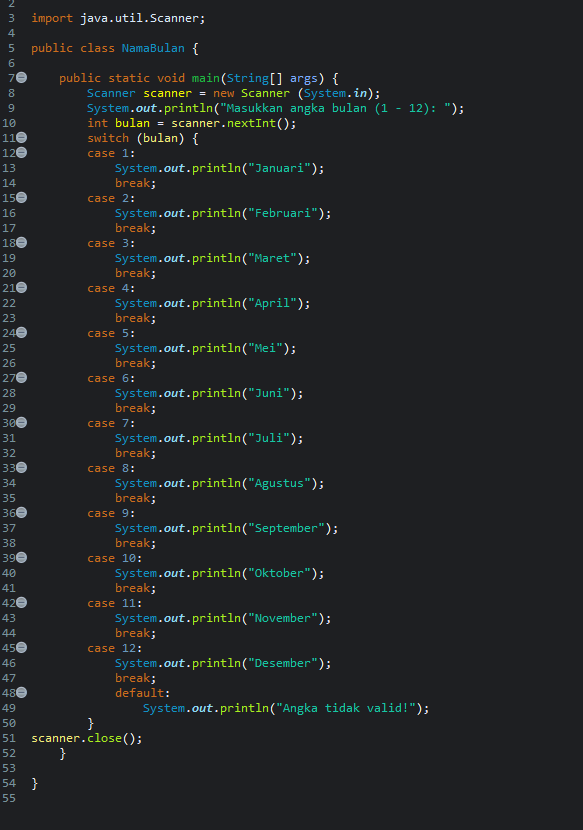 2
3 import java.util.Scanner;
4
5 public class NamaBulan {
6
7 public static void main(String[] args) {
8 Scanner scanner = new Scanner (System.in);
9 System.out.println("Masukkan angka bulan (1 - 12): ");
10 int bulan = scanner.nextInt();
11 switch (bulan) {
12 case 1:
13 System.out.println("Januari");
14 break;
15 case 2:
16 System.out.println("Februari");
17 break;
18 case 3:
19 System.out.println("Maret");
20 break;
21 case 4:
22 System.out.println("April");
23 break;
24 case 5:
25 System.out.println("Mei");
26 break;
27 case 6:
28 System.out.println("Juni");
29 break;
30 case 7:
31 System.out.println("Juli");
32 break;
33 case 8:
34 System.out.println("Agustus");
35 break;
36 case 9:
37 System.out.println("September");
38 break;
39 case 10:
40 System.out.println("Oktober");
41 break;
42 case 11:
43 System.out.println("November");
44 break;
45 case 12:
46 System.out.println("Desember");
47 break;
48 default:
49 System.out.println("Angka tidak valid!");
50 }
51 scanner.close();
52 }
53
54 }
55